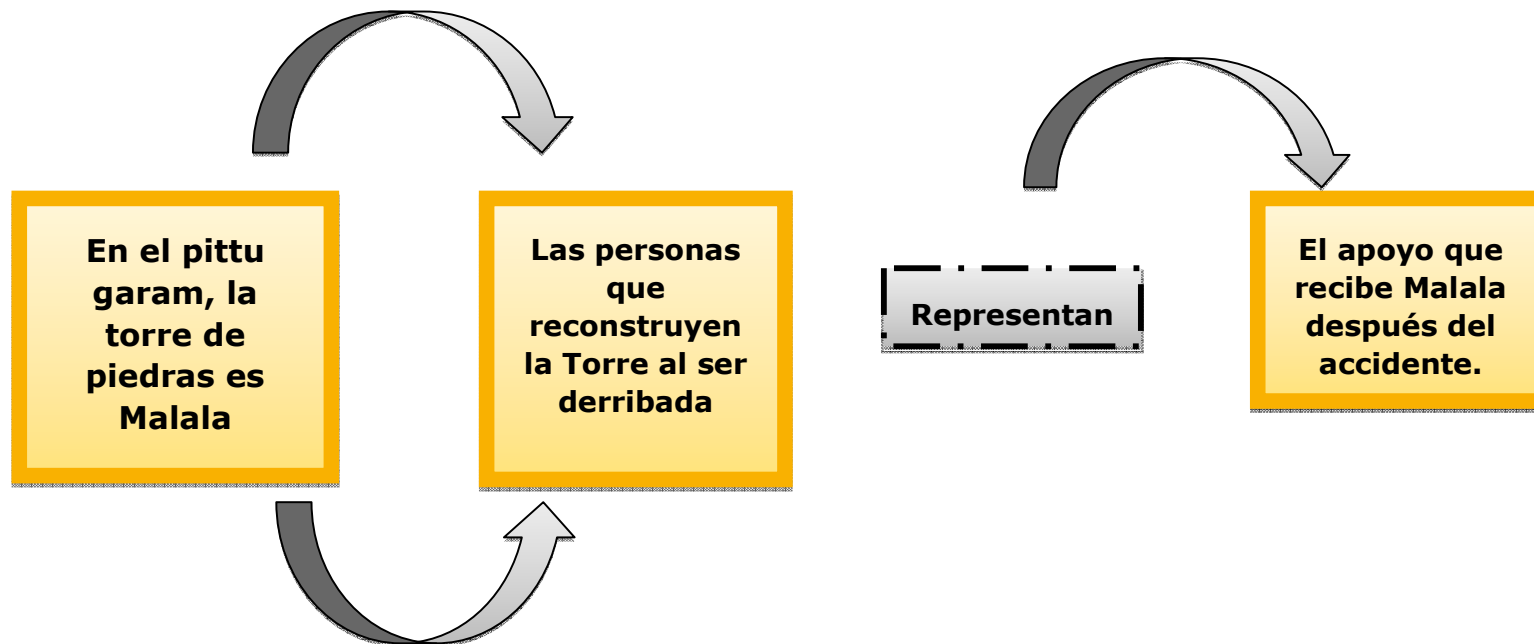 En el pittu
garam, la
torre de
piedras es
Malala
Las personas
que
reconstruyen
la Torre al ser
derribada
Representan
El apoyo que
recibe Malala
después del
accidente.